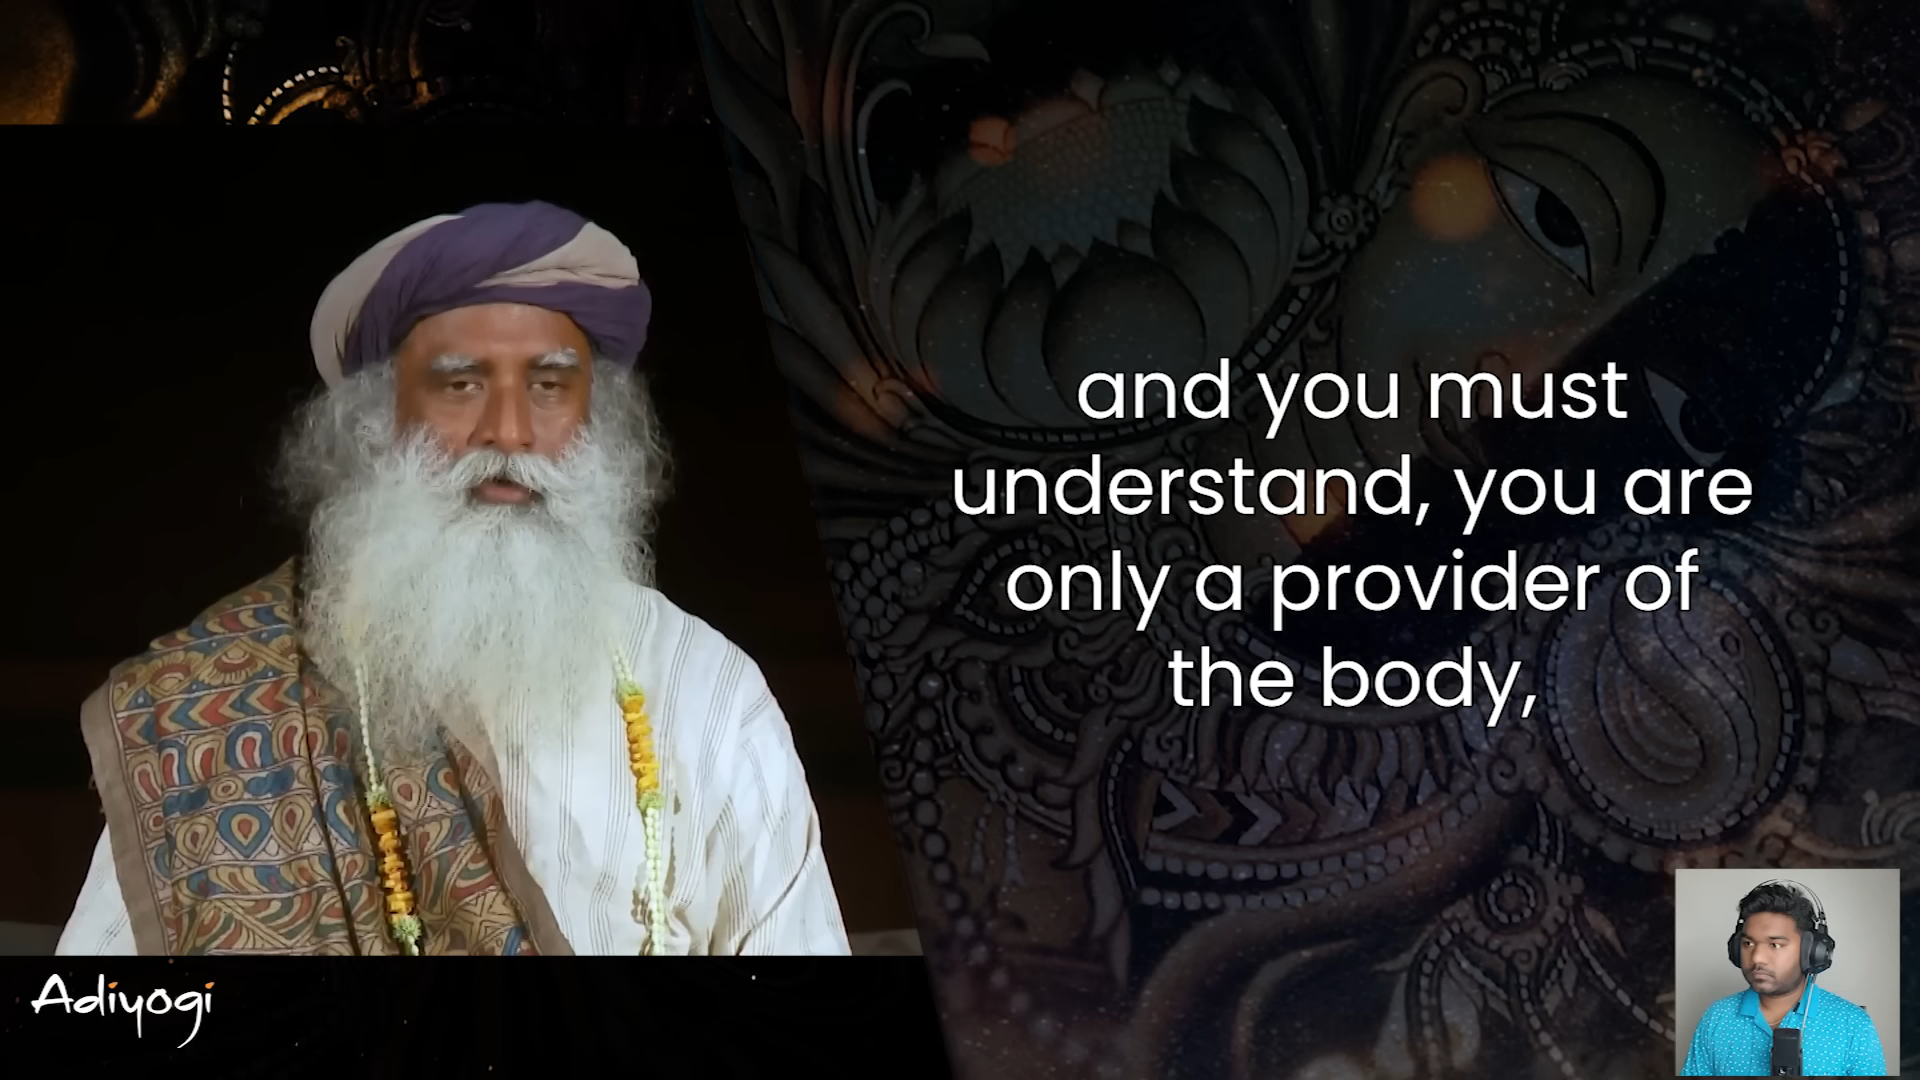 and you must
understand, you are
only a provider of
the body,
Adiyogi